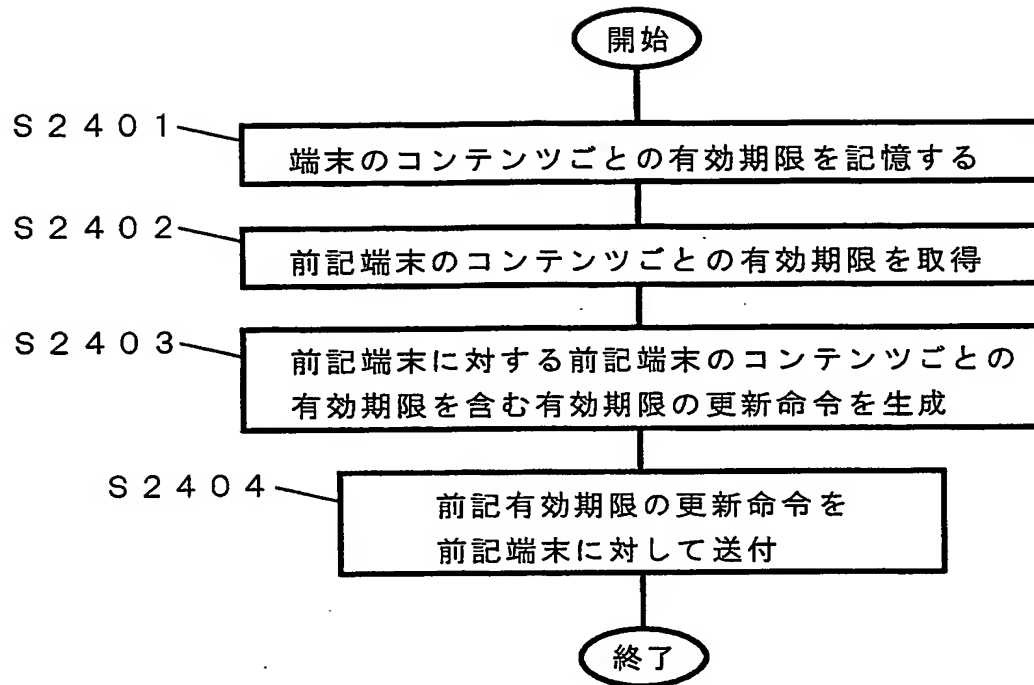 開始
S2401
端末のコンテンツごとの有効期限を記憶する
S2402
前記端末のコンテンツごとの有効期限を取得
S2403
前記端末に対する前記端末のコンテンツごとの
有効期限を含む有効期限の更新命令を生成
S2404
前記有効期限の更新命令を
前記端末に対して送付
終了